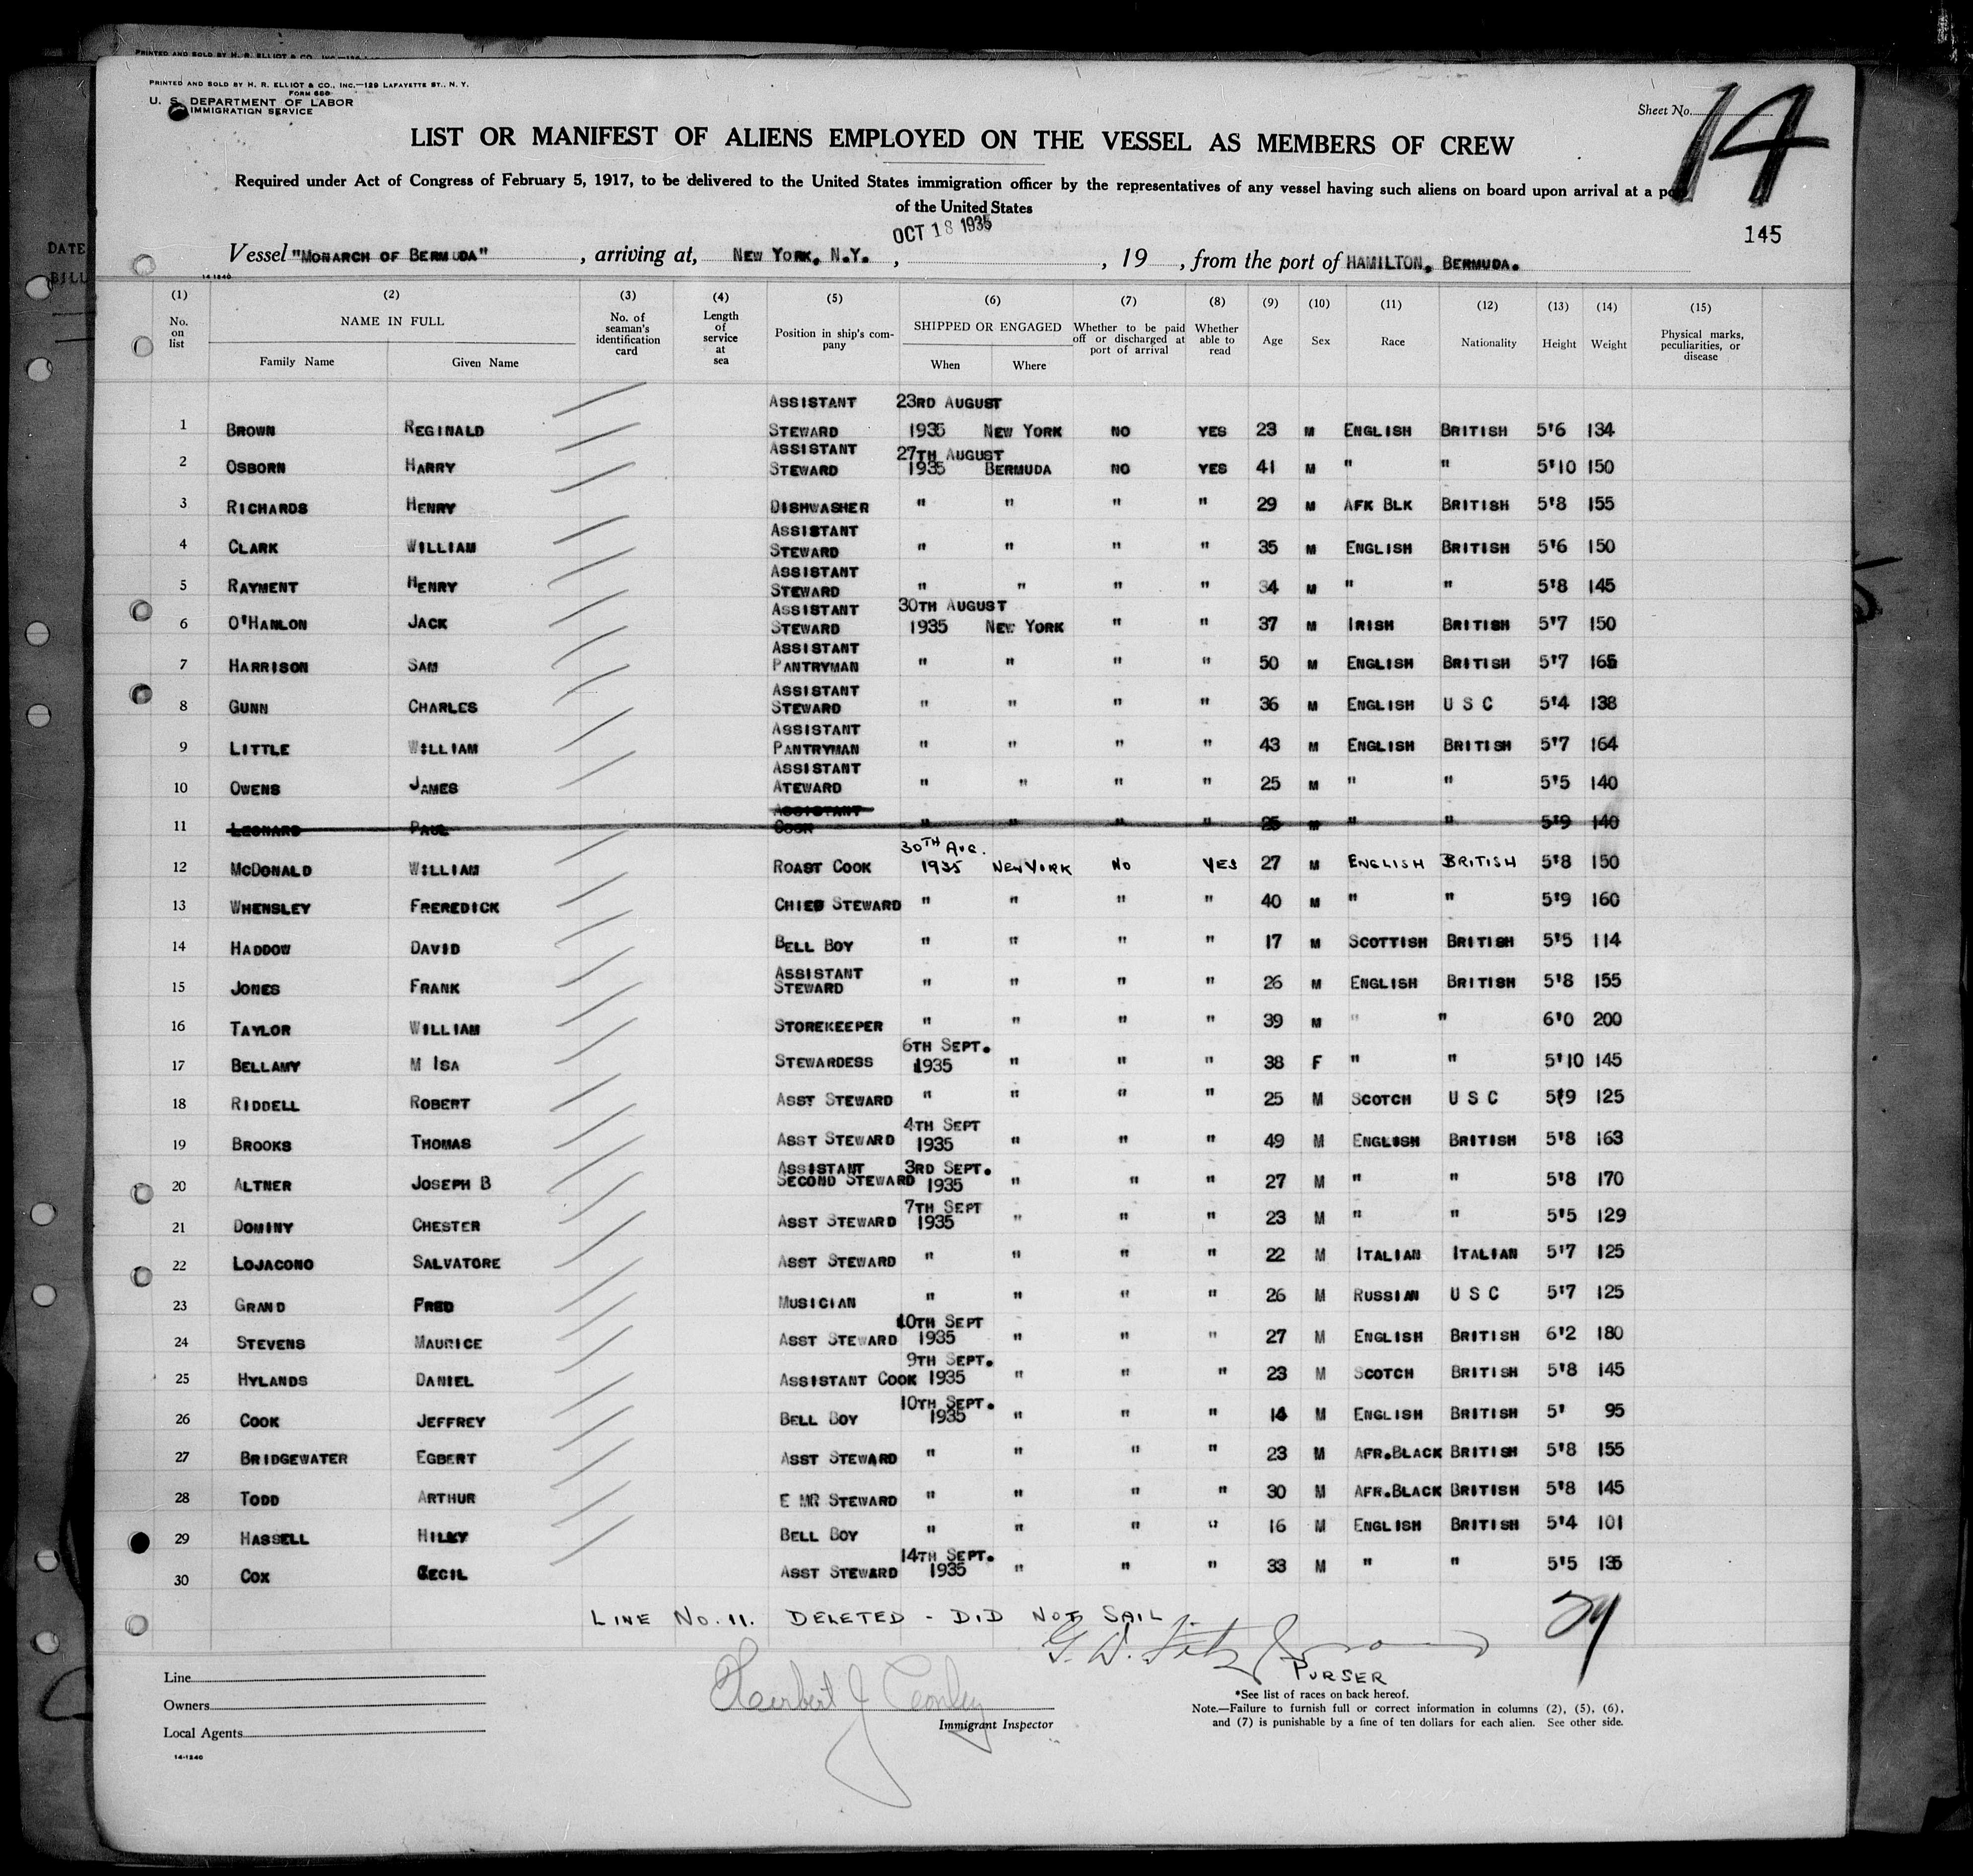 PRINTED AND SOLD BY H. R. ELLIOT & CO., INC.—129 LAFAYETTE ST., N. Y.
FORM 689
U. S. DEPARTMENT OF LABOR
IMMIGRATION SERVICE
Sheet No. 14
LIST OR MANIFEST OF ALIENS EMPLOYED ON THE VESSEL AS MEMBERS OF CREW
Required under Act of Congress of February 5, 1917, to be delivered to the United States immigration officer by the representatives of any vessel having such aliens on board upon arrival at a
of the United States
OCT 18 1935
145
DATE
BILL
Vessel "MONARCH OF BERMUDA" , arriving at, NEW YORK, N.Y. , , 19 , from the port of HAMILTON, BERMUDA.
14-1240
(1) No. on list
(2) NAME IN FULL Family Name Given Name
(3) No. of seaman's identification card
(4) Length of service at sea
(5) Position in ship's company
(6) SHIPPED OR ENGAGED When Where
(7) Whether to be paid off or discharged at port of arrival
(8) Whether able to read
(9) Age
(10) Sex
(11) Race
(12) Nationality
(13) Height
(14) Weight
(15) Physical marks, peculiarities, or disease
1 BROWN REGINALD ASSISTANT STEWARD 23RD AUGUST 1935 NEW YORK NO YES 23 M ENGLISH BRITISH 5'6 134
2 OSBORN HARRY ASSISTANT STEWARD 27TH AUGUST 1935 BERMUDA NO YES 41 M " " 5'10 150
3 RICHARDS HENRY DISHWASHER " " " " 29 M AFK BLK BRITISH 5'8 155
4 CLARK WILLIAM ASSISTANT STEWARD " " " " 35 M ENGLISH BRITISH 5'6 150
5 RAYMENT HENRY ASSISTANT STEWARD " " " " 34 M " " 5'8 145
6 O'HANLON JACK ASSISTANT STEWARD 30TH AUGUST 1935 NEW YORK " " 37 M IRISH BRITISH 5'7 150
7 HARRISON SAM ASSISTANT PANTRYMAN " " " " 50 M ENGLISH BRITISH 5'7 165
8 GUNN CHARLES ASSISTANT STEWARD " " " " 36 M ENGLISH U S C 5'4 138
9 LITTLE WILLIAM ASSISTANT PANTRYMAN " " " " 43 M ENGLISH BRITISH 5'7 164
10 OWENS JAMES ASSISTANT ATEWARD " " " " 25 M " " 5'5 140
11 LEONARD PAUL ASSISTANT COOK " " " " 25 M " " 5'9 140
12 MCDONALD WILLIAM ROAST COOK 30TH AUG. 1935 NEW YORK NO YES 27 M ENGLISH BRITISH 5'8 150
13 WHENSLEY FREREDICK CHIEF STEWARD " " " " 40 M " " 5'9 160
14 HADDOW DAVID BELL BOY " " " " 17 M SCOTTISH BRITISH 5'5 114
15 JONES FRANK ASSISTANT STEWARD " " " " 26 M ENGLISH BRITISH 5'8 155
16 TAYLOR WILLIAM STOREKEEPER " " " " 39 M " " 6'0 200
17 BELLAMY M ISA STEWARDESS 6TH SEPT. 1935 " " " 38 F " " 5'10 145
18 RIDDELL ROBERT ASST STEWARD " " " " 25 M SCOTCH U S C 5'9 125
19 BROOKS THOMAS ASST STEWARD 4TH SEPT 1935 " " " 49 M ENGLISH BRITISH 5'8 163
20 ALTNER JOSEPH B ASSISTANT SECOND STEWARD 3RD SEPT. 1935 " " " 27 M " " 5'8 170
21 DOMINY CHESTER ASST STEWARD 7TH SEPT 1935 " " " 23 M " " 5'5 129
22 LOJACONO SALVATORE ASST STEWARD " " " " 22 M ITALIAN ITALIAN 5'7 125
23 GRAND FRED MUSICIAN " " " " 26 M RUSSIAN U S C 5'7 125
24 STEVENS MAURICE ASST STEWARD 10TH SEPT 1935 " " " 27 M ENGLISH BRITISH 6'2 180
25 HYLANDS DANIEL ASSISTANT COOK 9TH SEPT. 1935 " " " 23 M SCOTCH BRITISH 5'8 145
26 COOK JEFFREY BELL BOY 10TH SEPT. 1935 " " " 14 M ENGLISH BRITISH 5' 95
27 BRIDGEWATER EGBERT ASST STEWARD " " " " 23 M AFR.BLACK BRITISH 5'8 155
28 TODD ARTHUR E MR STEWARD " " " " 30 M AFR.BLACK BRITISH 5'8 145
29 HASSELL HILKY BELL BOY " " " " 16 M ENGLISH BRITISH 5'4 101
30 COX CECIL ASST STEWARD 14TH SEPT. 1935 " " " 33 M " " 5'5 135
LINE NO. 11. DELETED - DID NOT SAIL
29
PURSER
Line
Owners
Local Agents
14-1240
Herbert J
Immigrant Inspector
*See list of races on back hereof.
Note.—Failure to furnish full or correct information in columns (2), (5), (6),
and (7) is punishable by a fine of ten dollars for each alien. See other side.